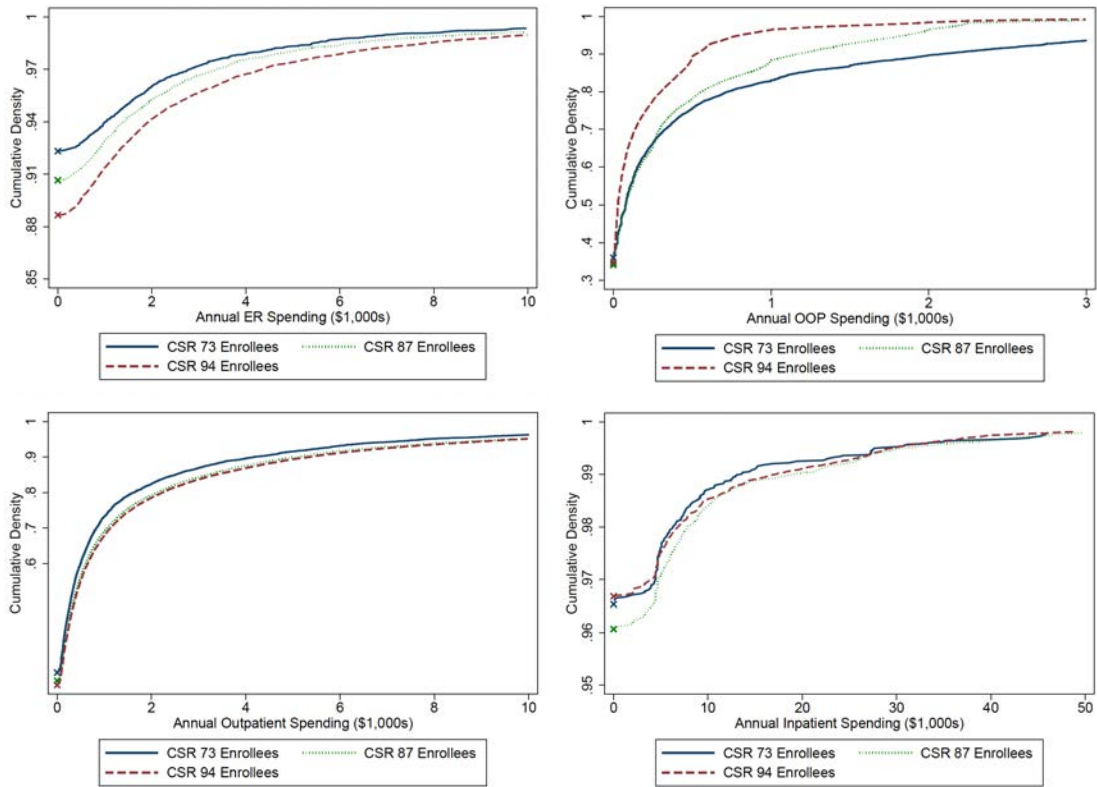 Cumulative Density
1
.97
.94
.91
.88
.85
0 2 4 6 8 10
Annual ER Spending ($1,000s)
CSR 73 Enrollees CSR 87 Enrollees
CSR 94 Enrollees
Cumulative Density
1
.9
.8
.7
.6
.5
.4
.3
0 1 2 3
Annual OOP Spending ($1,000s)
CSR 73 Enrollees CSR 87 Enrollees
CSR 94 Enrollees
Cumulative Density
1
.9
.8
.7
.6
0 2 4 6 8 10
Annual Outpatient Spending ($1,000s)
CSR 73 Enrollees CSR 87 Enrollees
CSR 94 Enrollees
Cumulative Density
1
.99
.98
.97
.96
.95
0 10 20 30 40 50
Annual Inpatient Spending ($1,000s)
CSR 73 Enrollees CSR 87 Enrollees
CSR 94 Enrollees